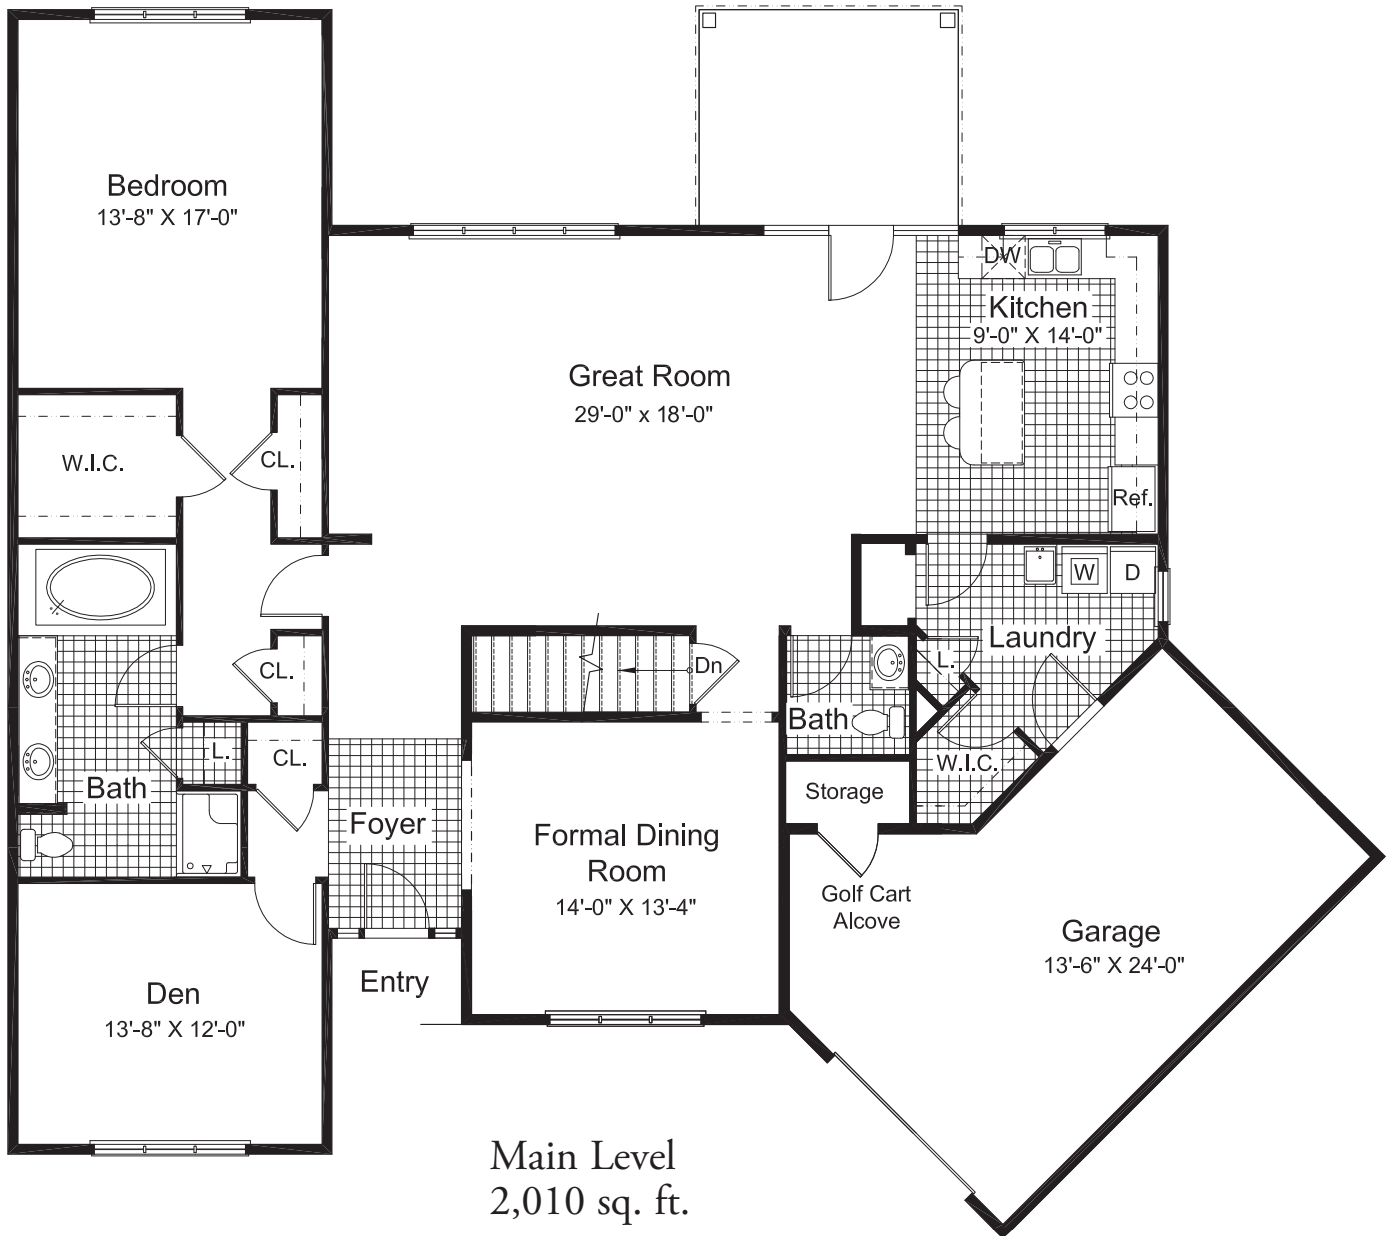 Bedroom
13'-8" X 17'-0"
DW
Kitchen
9'-0" X 14'-0"
Great Room
29'-0" x 18'-0"
W.I.C.
CL.
Ref.
W
D
Laundry
L.
CL.
Dn
Bath
L.
CL.
W.I.C.
Bath
Storage
Foyer
Formal Dining
Room
14'-0" X 13'-4"
Golf Cart
Alcove
Garage
13'-6" X 24'-0"
Entry
Den
13'-8" X 12'-0"
Main Level
2,010 sq. ft.